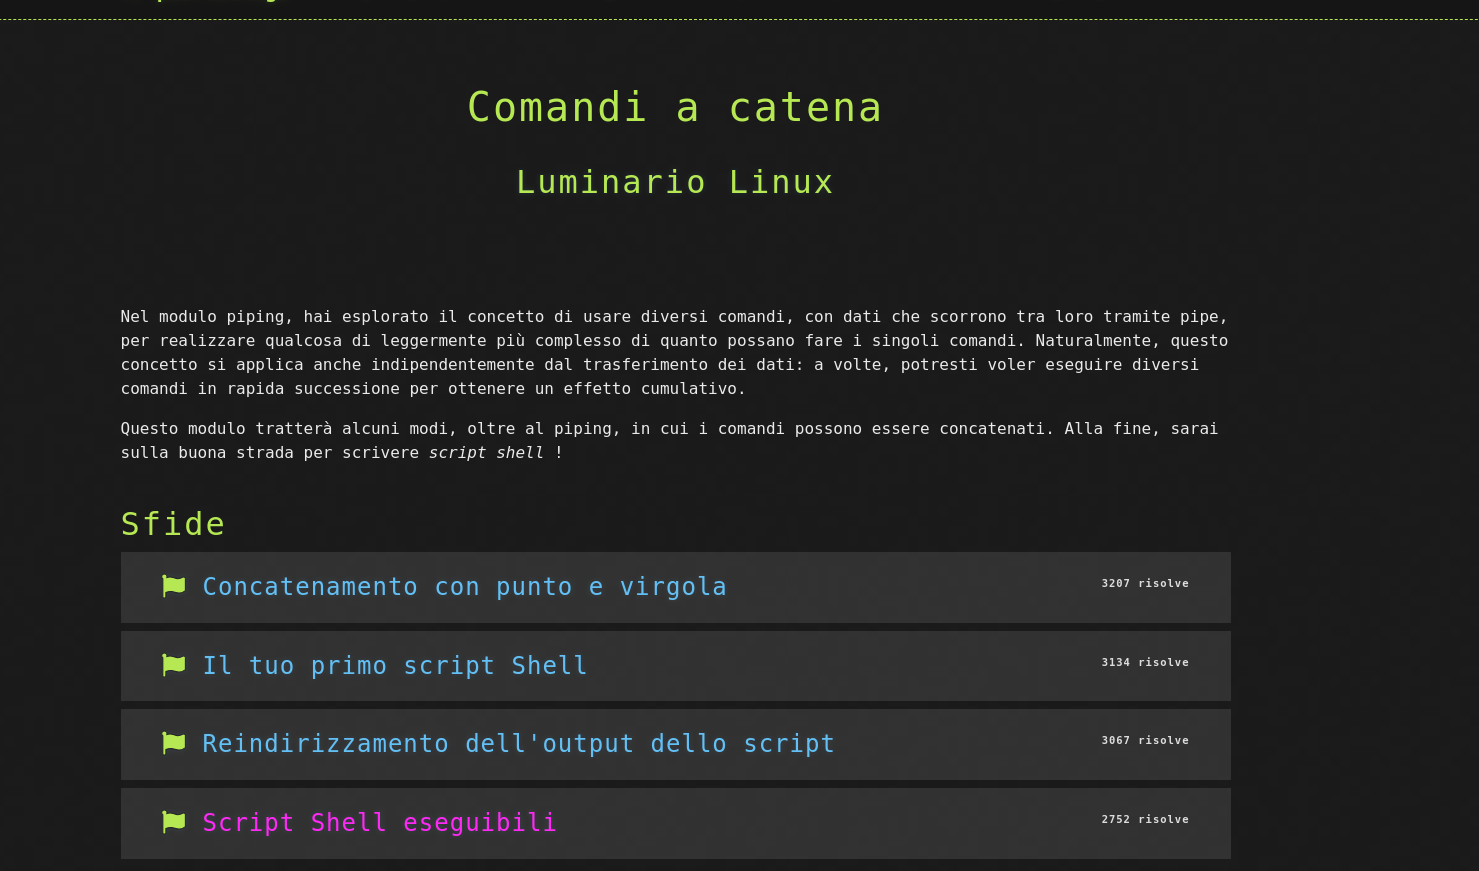 Comandi a catena
Luminario Linux
Nel modulo piping, hai esplorato il concetto di usare diversi comandi, con dati che scorrono tra loro tramite pipe,
per realizzare qualcosa di leggermente più complesso di quanto possano fare i singoli comandi. Naturalmente, questo
concetto si applica anche indipendentemente dal trasferimento dei dati: a volte, potresti voler eseguire diversi
comandi in rapida successione per ottenere un effetto cumulativo.
Questo modulo tratterà alcuni modi, oltre al piping, in cui i comandi possono essere concatenati. Alla fine, sarai
sulla buona strada per scrivere script shell !
Sfide
Concatenamento con punto e virgola 3207 risolve
Il tuo primo script Shell 3134 risolve
Reindirizzamento dell'output dello script 3067 risolve
Script Shell eseguibili 2752 risolve